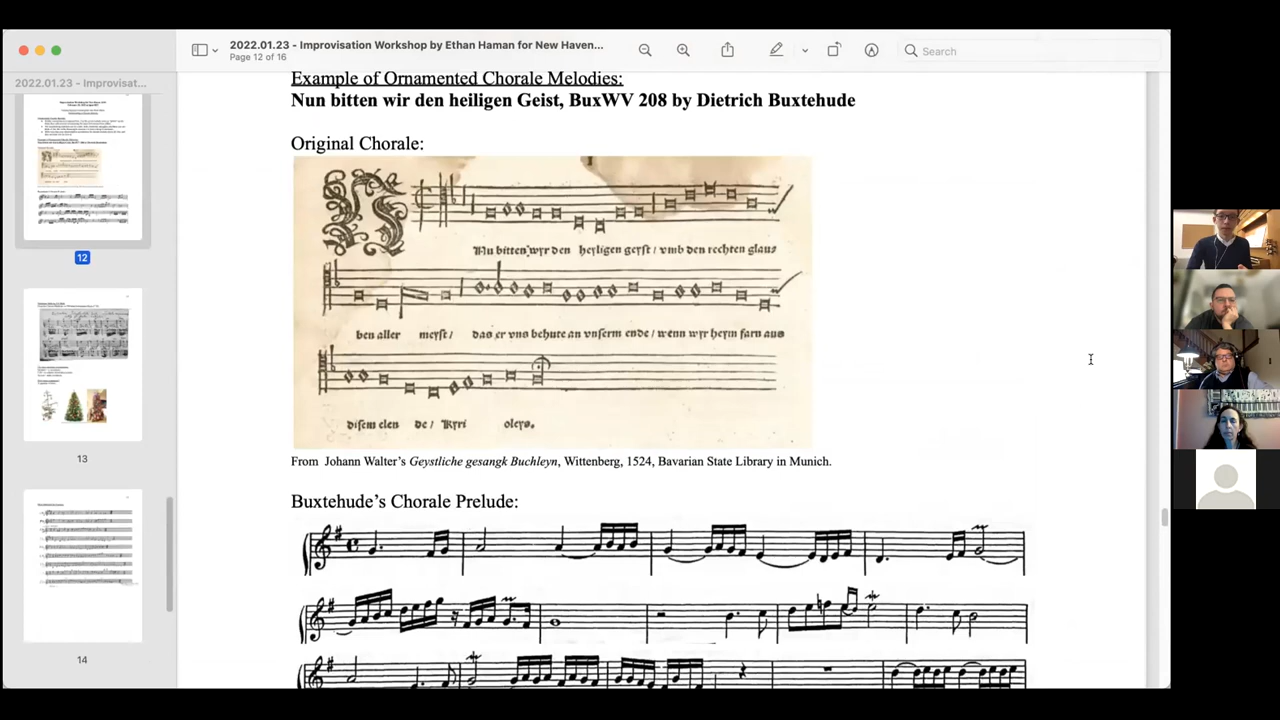 2022.01.23 - Improvisation Workshop by Ethan Haman for New Haven...
Page 12 of 16
Search
2022.01.23 - Improvisat...
12
13
14
Example of Ornamented Chorale Melodies:
Nun bitten wir den heiligen Geist, BuxWV 208 by Dietrich Buxtehude
Original Chorale:
Nu bitten wyr den heyligen geyst / vmb den rechten glaus
ben aller meyst / das er vns behute an vnserm ende / wenn wyr heym farn aus
disem elen de / Kyri oleys.
From Johann Walter's Geystliche gesangk Buchleyn, Wittenberg, 1524, Bavarian State Library in Munich.
Buxtehude's Chorale Prelude: